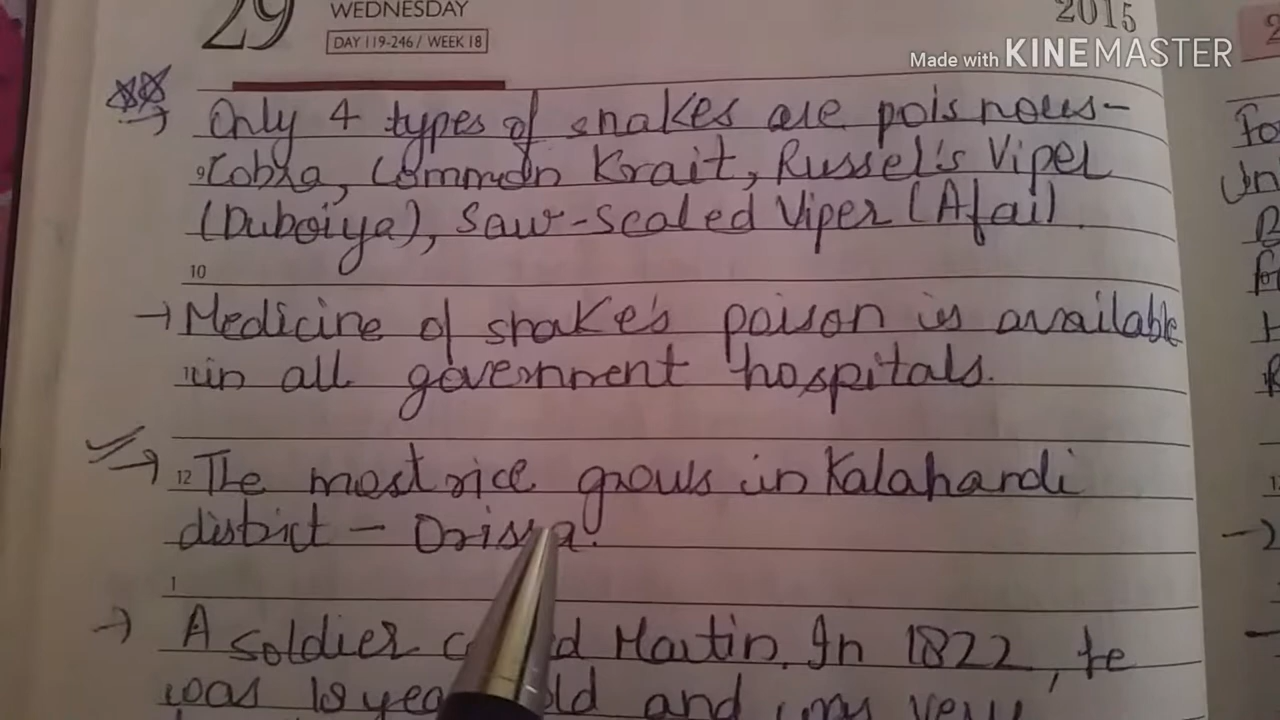 29
WEDNESDAY
2015
DAY 119-246 / WEEK 18
Made with KINEMASTER
Only 4 types of snakes are poisnous-
9 Cobra, Common Krait, Russel's Viper
(Duboiya), Saw-Scaled Viper (Afai)
10
→ Medicine of snake's poison is available
11 in all government hospitals.
→ 12 The most rice grows in Kalahandi
district - Orissa.
1
→ A soldier Martin. In 1822, he
was and very